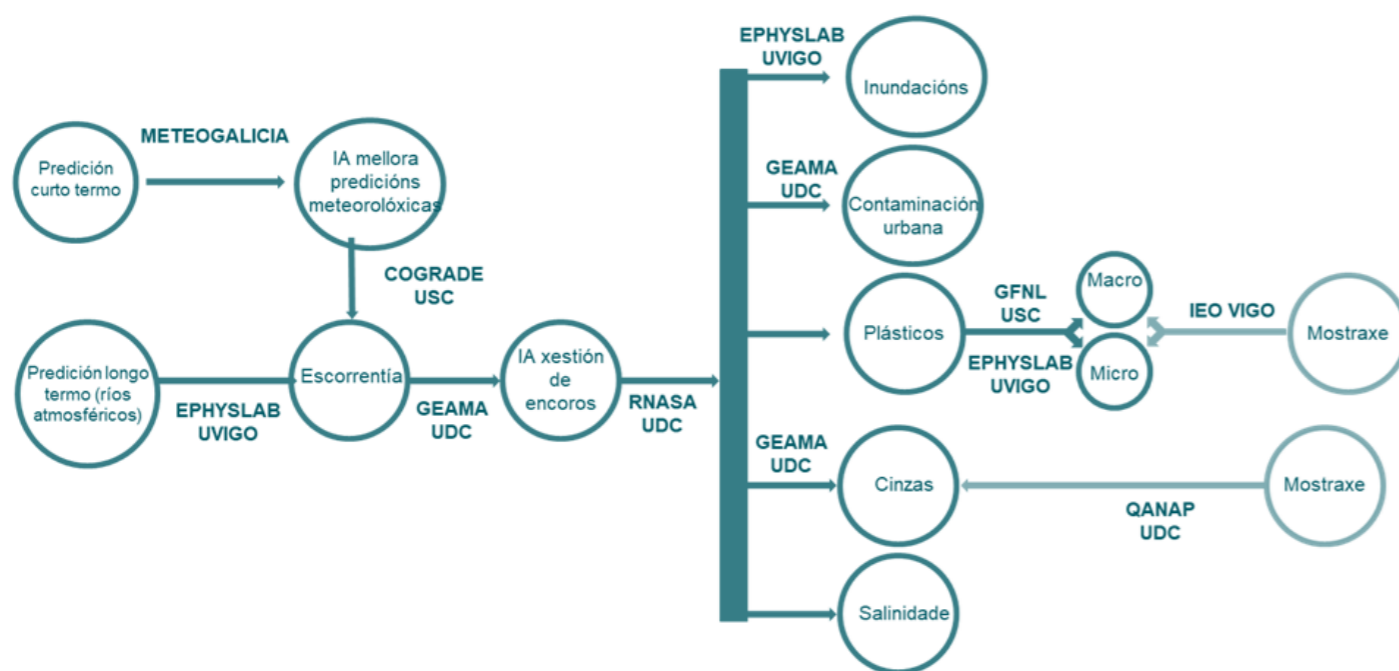 EPHYSLAB
UVIGO
Inundacións
METEOGALICIA
Predición
curto termo
IA mellora
predicións
meteorolóxicas
GEAMA
UDC
Contaminación
urbana
COGRADE
USC
Plásticos
GFNL
USC
EPHYSLAB
UVIGO
Macro
Micro
IEO VIGO
Mostraxe
Predición longo
termo (ríos
atmosféricos)
EPHYSLAB
UVIGO
Escorrentía
GEAMA
UDC
IA xestión
de
encoros
RNASA
UDC
GEAMA
UDC
Cinzas
QANAP
UDC
Mostraxe
Salinidade